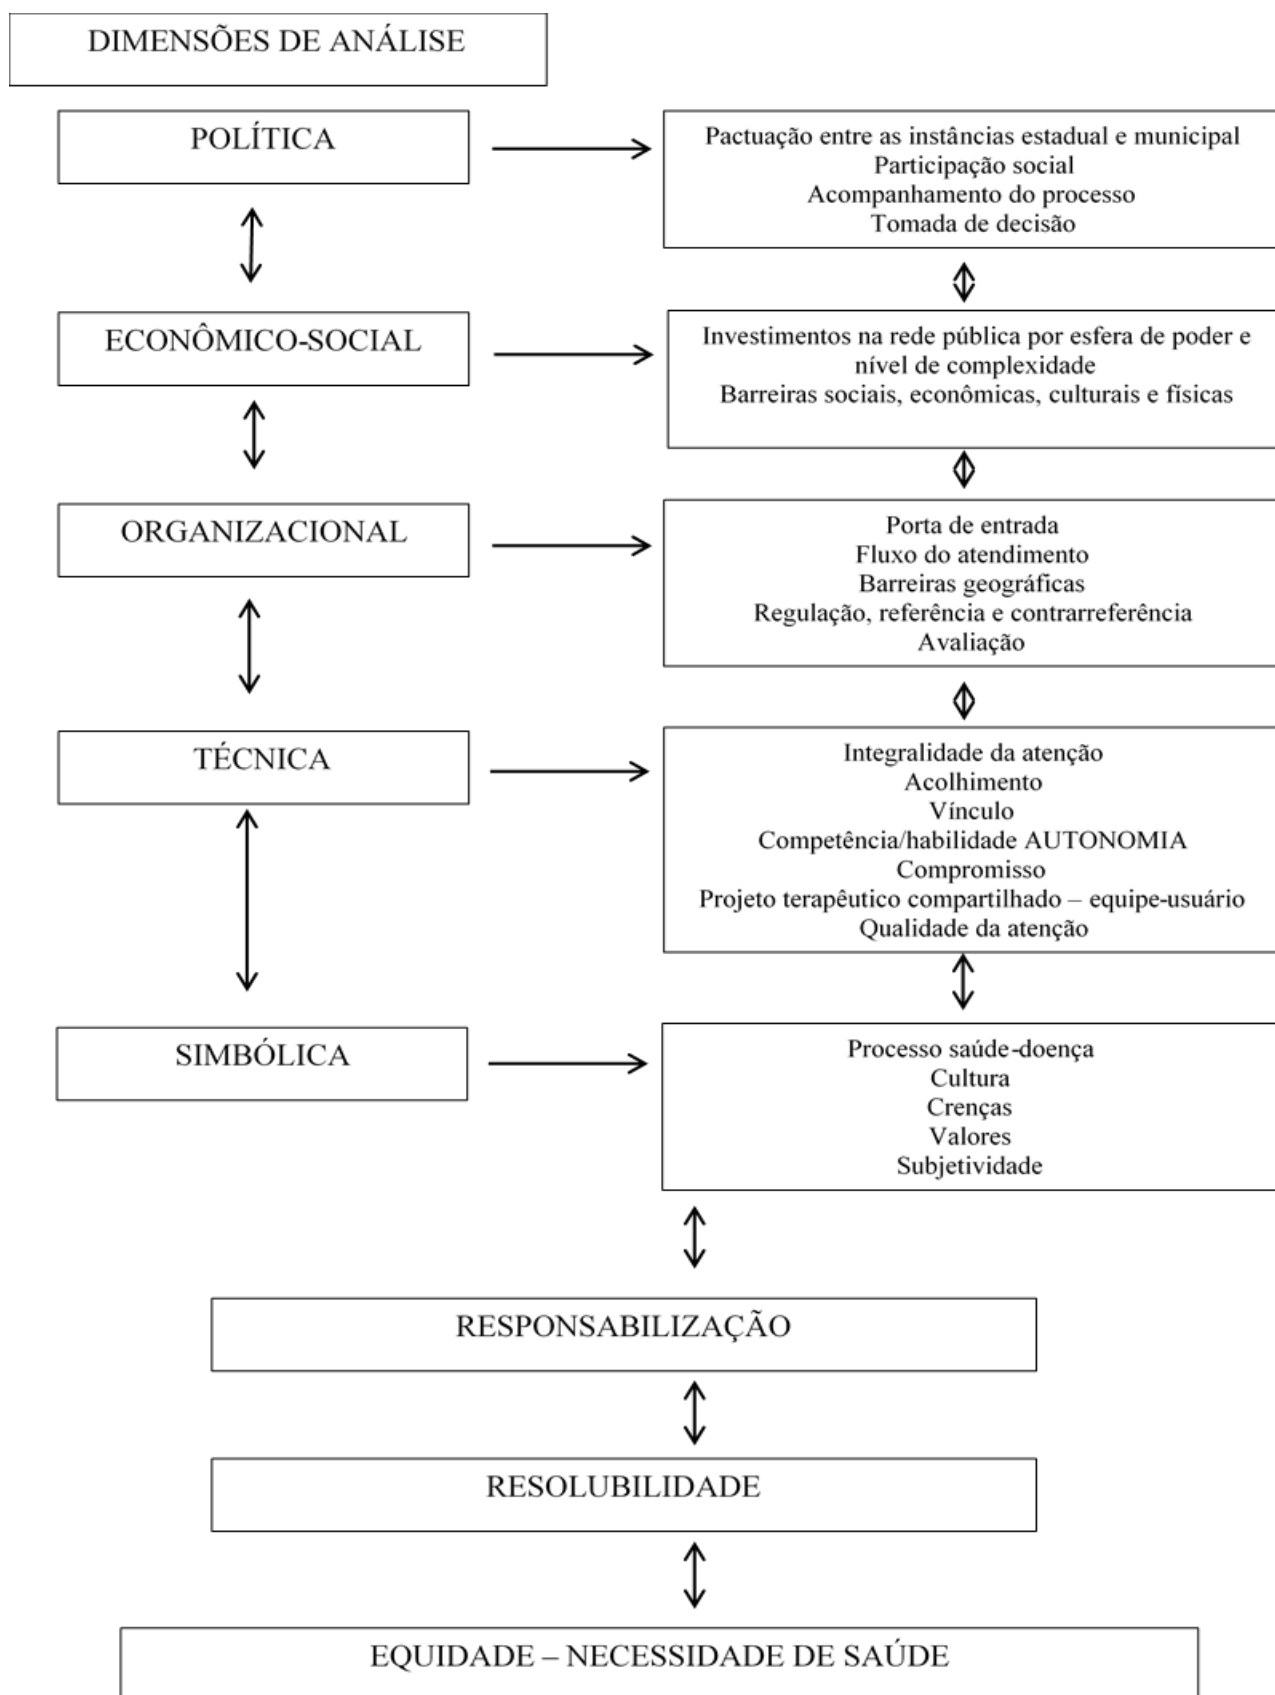 DIMENSÕES DE ANÁLISE
POLÍTICA
Pactuação entre as instâncias estadual e municipal
Participação social
Acompanhamento do processo
Tomada de decisão
ECONÔMICO-SOCIAL
Investimentos na rede pública por esfera de poder e
nível de complexidade
Barreiras sociais, econômicas, culturais e físicas
ORGANIZACIONAL
Porta de entrada
Fluxo do atendimento
Barreiras geográficas
Regulação, referência e contrarreferência
Avaliação
TÉCNICA
Integralidade da atenção
Acolhimento
Vínculo
Competência/habilidade AUTONOMIA
Compromisso
Projeto terapêutico compartilhado – equipe-usuário
Qualidade da atenção
SIMBÓLICA
Processo saúde-doença
Cultura
Crenças
Valores
Subjetividade
RESPONSABILIZAÇÃO
RESOLUBILIDADE
EQUIDADE – NECESSIDADE DE SAÚDE